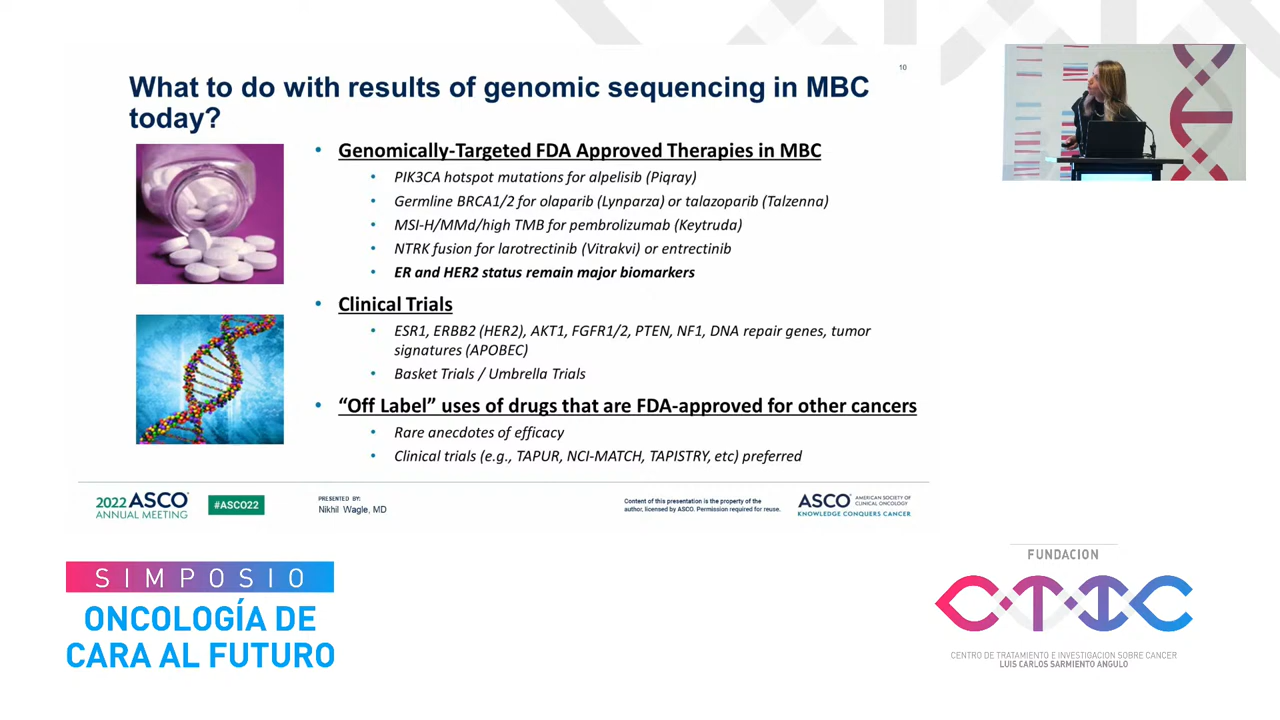 10
What to do with results of genomic sequencing in MBC
today?
• Genomically-Targeted FDA Approved Therapies in MBC
• PIK3CA hotspot mutations for alpelisib (Piqray)
• Germline BRCA1/2 for olaparib (Lynparza) or talazoparib (Talzenna)
• MSI-H/MMd/high TMB for pembrolizumab (Keytruda)
• NTRK fusion for larotrectinib (Vitrakvi) or entrectinib
• ER and HER2 status remain major biomarkers
• Clinical Trials
• ESR1, ERBB2 (HER2), AKT1, FGFR1/2, PTEN, NF1, DNA repair genes, tumor
signatures (APOBEC)
• Basket Trials / Umbrella Trials
• “Off Label” uses of drugs that are FDA-approved for other cancers
• Rare anecdotes of efficacy
• Clinical trials (e.g., TAPUR, NCI-MATCH, TAPISTRY, etc) preferred
2022 ASCO®
ANNUAL MEETING
#ASCO22
PRESENTED BY:
Nikhil Wagle, MD
Content of this presentation is the property of the
author, licensed by ASCO. Permission required for reuse.
ASCO® AMERICAN SOCIETY OF
CLINICAL ONCOLOGY
KNOWLEDGE CONQUERS CANCER
SIMPOSIO
ONCOLOGÍA DE
CARA AL FUTURO
FUNDACION
CTIC
CENTRO DE TRATAMIENTO E INVESTIGACION SOBRE CANCER
LUIS CARLOS SARMIENTO ANGULO